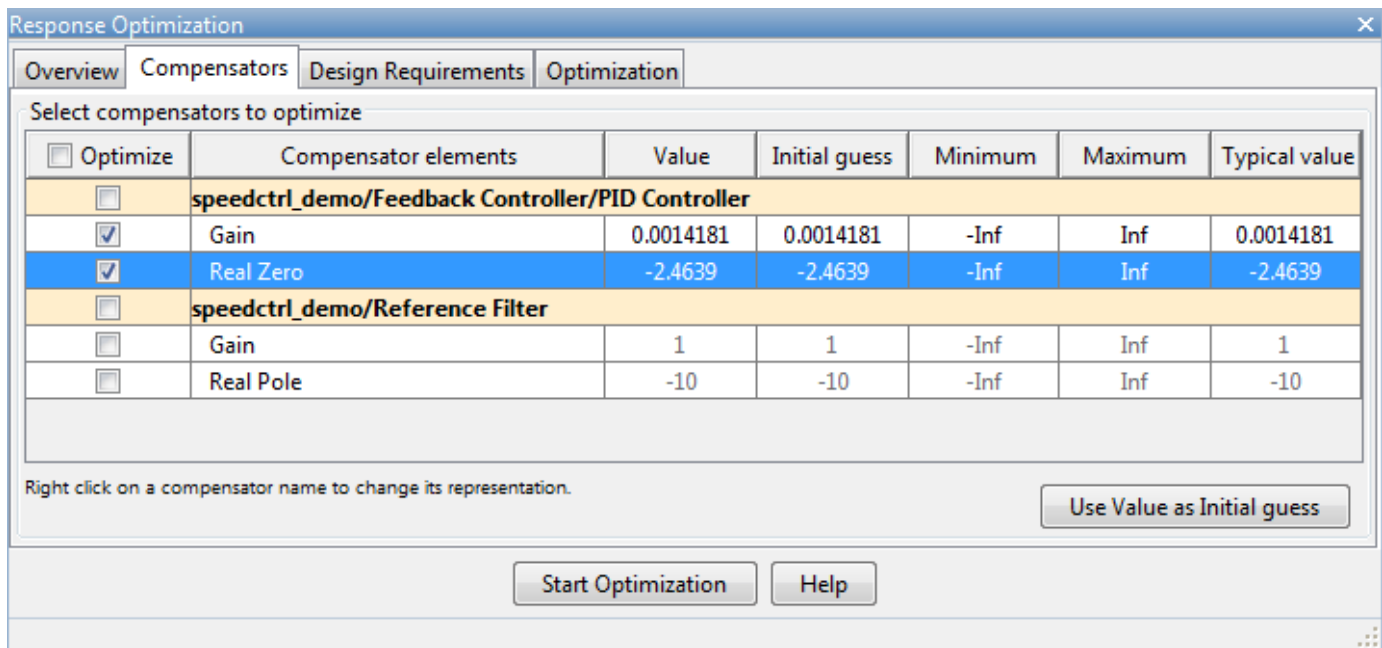 Response Optimization
Overview Compensators Design Requirements Optimization
Select compensators to optimize
Optimize Compensator elements Value Initial guess Minimum Maximum Typical value
speedctrl_demo/Feedback Controller/PID Controller
Gain 0.0014181 0.0014181 -Inf Inf 0.0014181
Real Zero -2.4639 -2.4639 -Inf Inf -2.4639
speedctrl_demo/Reference Filter
Gain 1 1 -Inf Inf 1
Real Pole -10 -10 -Inf Inf -10
Right click on a compensator name to change its representation.
Use Value as Initial guess
Start Optimization Help